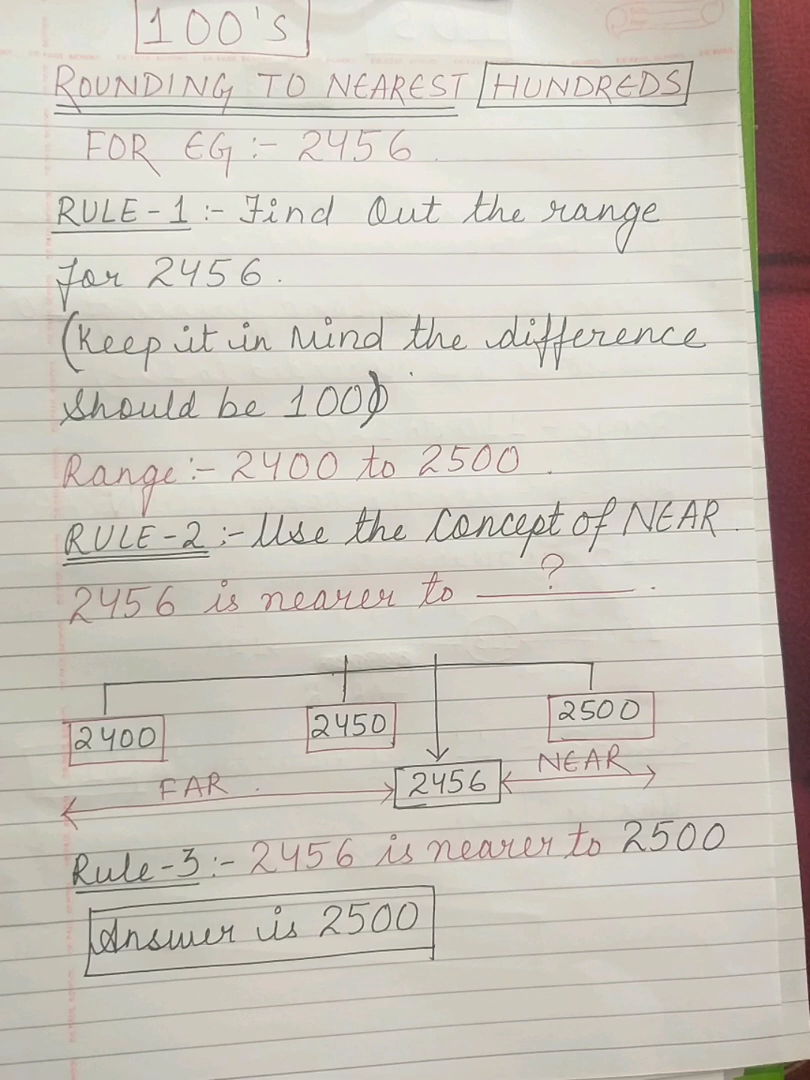 100's
ROUNDING TO NEAREST HUNDREDS
FOR EG :- 2456.
RULE-1 :- Find Out the range
for 2456.
(Keep it in Mind the difference
should be 100)
Range :- 2400 to 2500.
RULE-2 :- Use the Concept of NEAR.
2456 is nearer to ___?___.
2400 2450 2500
FAR. 2456 NEAR
Rule-3 :- 2456 is nearer to 2500
Answer is 2500